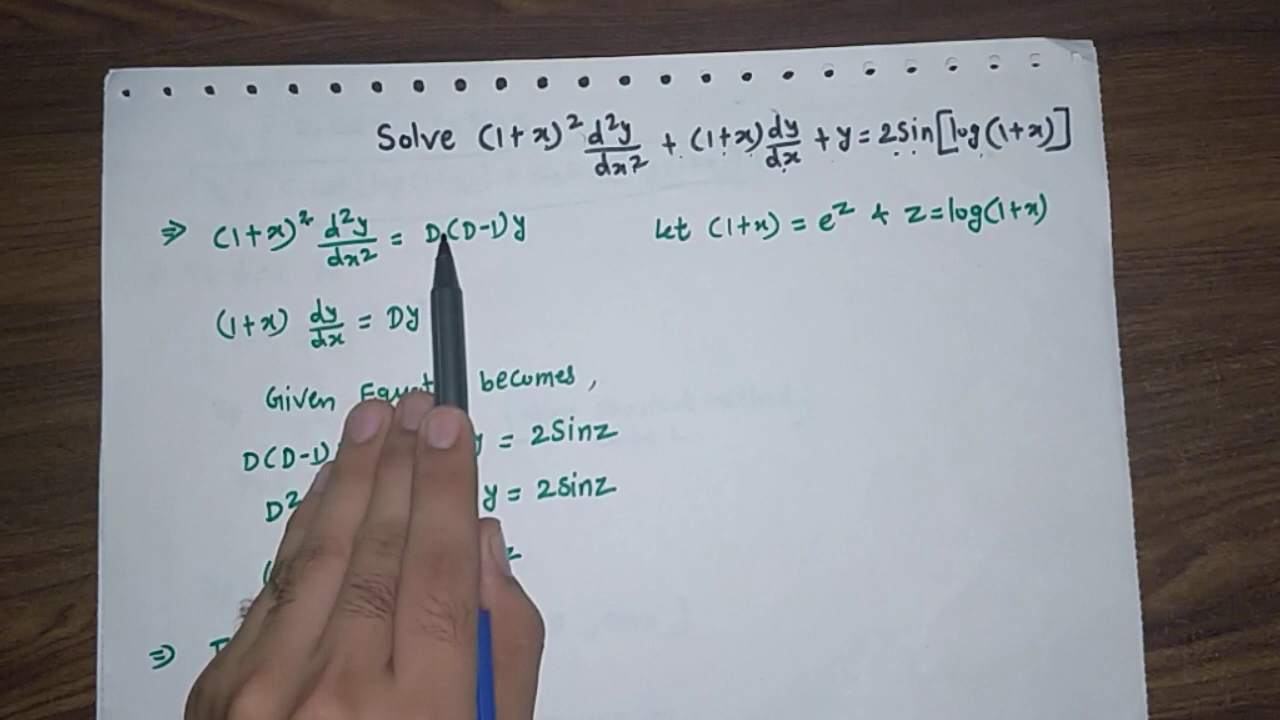 Solve (1+x)² d²y/dx² + (1+x) dy/dx + y = 2Sin[log(1+x)]
⇒ (1+x)² d²y/dx² = D(D-1)y
Let (1+x) = e^z & z=log(1+x)
(1+x) dy/dx = Dy
Given becomes,
D(D-1) = 2Sinz
D² y = 2Sinz
⇒